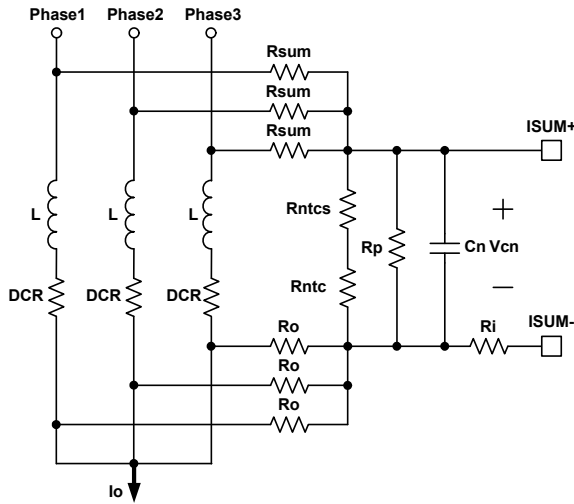 Phase1 Phase2 Phase3
Rsum
Rsum
Rsum
ISUM+
L L L
Rntcs
+
Rp
Cn Vcn
DCR DCR DCR
Rntc
−
Ro
Ri
ISUM-
Ro
Ro
Io